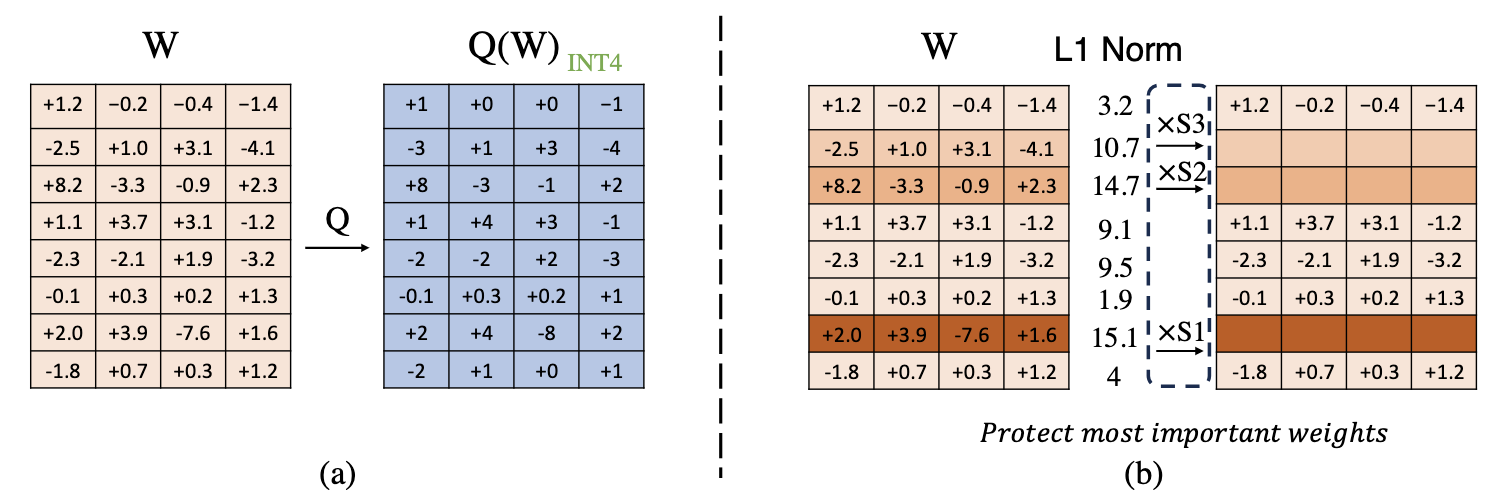 W
Q(W) INT4
+1.2 −0.2 −0.4 −1.4
-2.5 +1.0 +3.1 -4.1
+8.2 -3.3 -0.9 +2.3
+1.1 +3.7 +3.1 -1.2
-2.3 -2.1 +1.9 -3.2
-0.1 +0.3 +0.2 +1.3
+2.0 +3.9 -7.6 +1.6
-1.8 +0.7 +0.3 +1.2
Q
+1 +0 +0 −1
-3 +1 +3 -4
+8 -3 -1 +2
+1 +4 +3 -1
-2 -2 +2 -3
-0.1 +0.3 +0.2 +1
+2 +4 -8 +2
-2 +1 +0 +1
(a)
W
L1 Norm
+1.2 −0.2 −0.4 −1.4
-2.5 +1.0 +3.1 -4.1
+8.2 -3.3 -0.9 +2.3
+1.1 +3.7 +3.1 -1.2
-2.3 -2.1 +1.9 -3.2
-0.1 +0.3 +0.2 +1.3
+2.0 +3.9 -7.6 +1.6
-1.8 +0.7 +0.3 +1.2
3.2
10.7
14.7
9.1
9.5
1.9
15.1
4
×S3
×S2
×S1
+1.2 −0.2 −0.4 −1.4
+1.1 +3.7 +3.1 -1.2
-2.3 -2.1 +1.9 -3.2
-0.1 +0.3 +0.2 +1.3
-1.8 +0.7 +0.3 +1.2
Protect most important weights
(b)